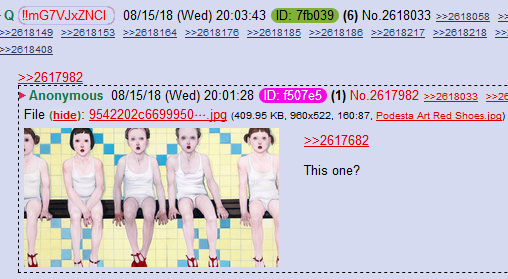 Q !!mG7VJxZNCI 08/15/18 (Wed) 20:03:43 ID: 7fb039 (6) No.2618033 >>2618058
>>2618149 >>2618153 >>2618164 >>2618176 >>2618185 >>2618186 >>2618217 >>2618218
>>2618408
>>2617982
Anonymous 08/15/18 (Wed) 20:01:28 ID: f507e5 (1) No.2617982 >>2618033
File (hide): 9542202c6699950⋯.jpg (409.95 KB, 960x522, 160:87, Podesta Art Red Shoes.jpg)
>>2617682
This one?